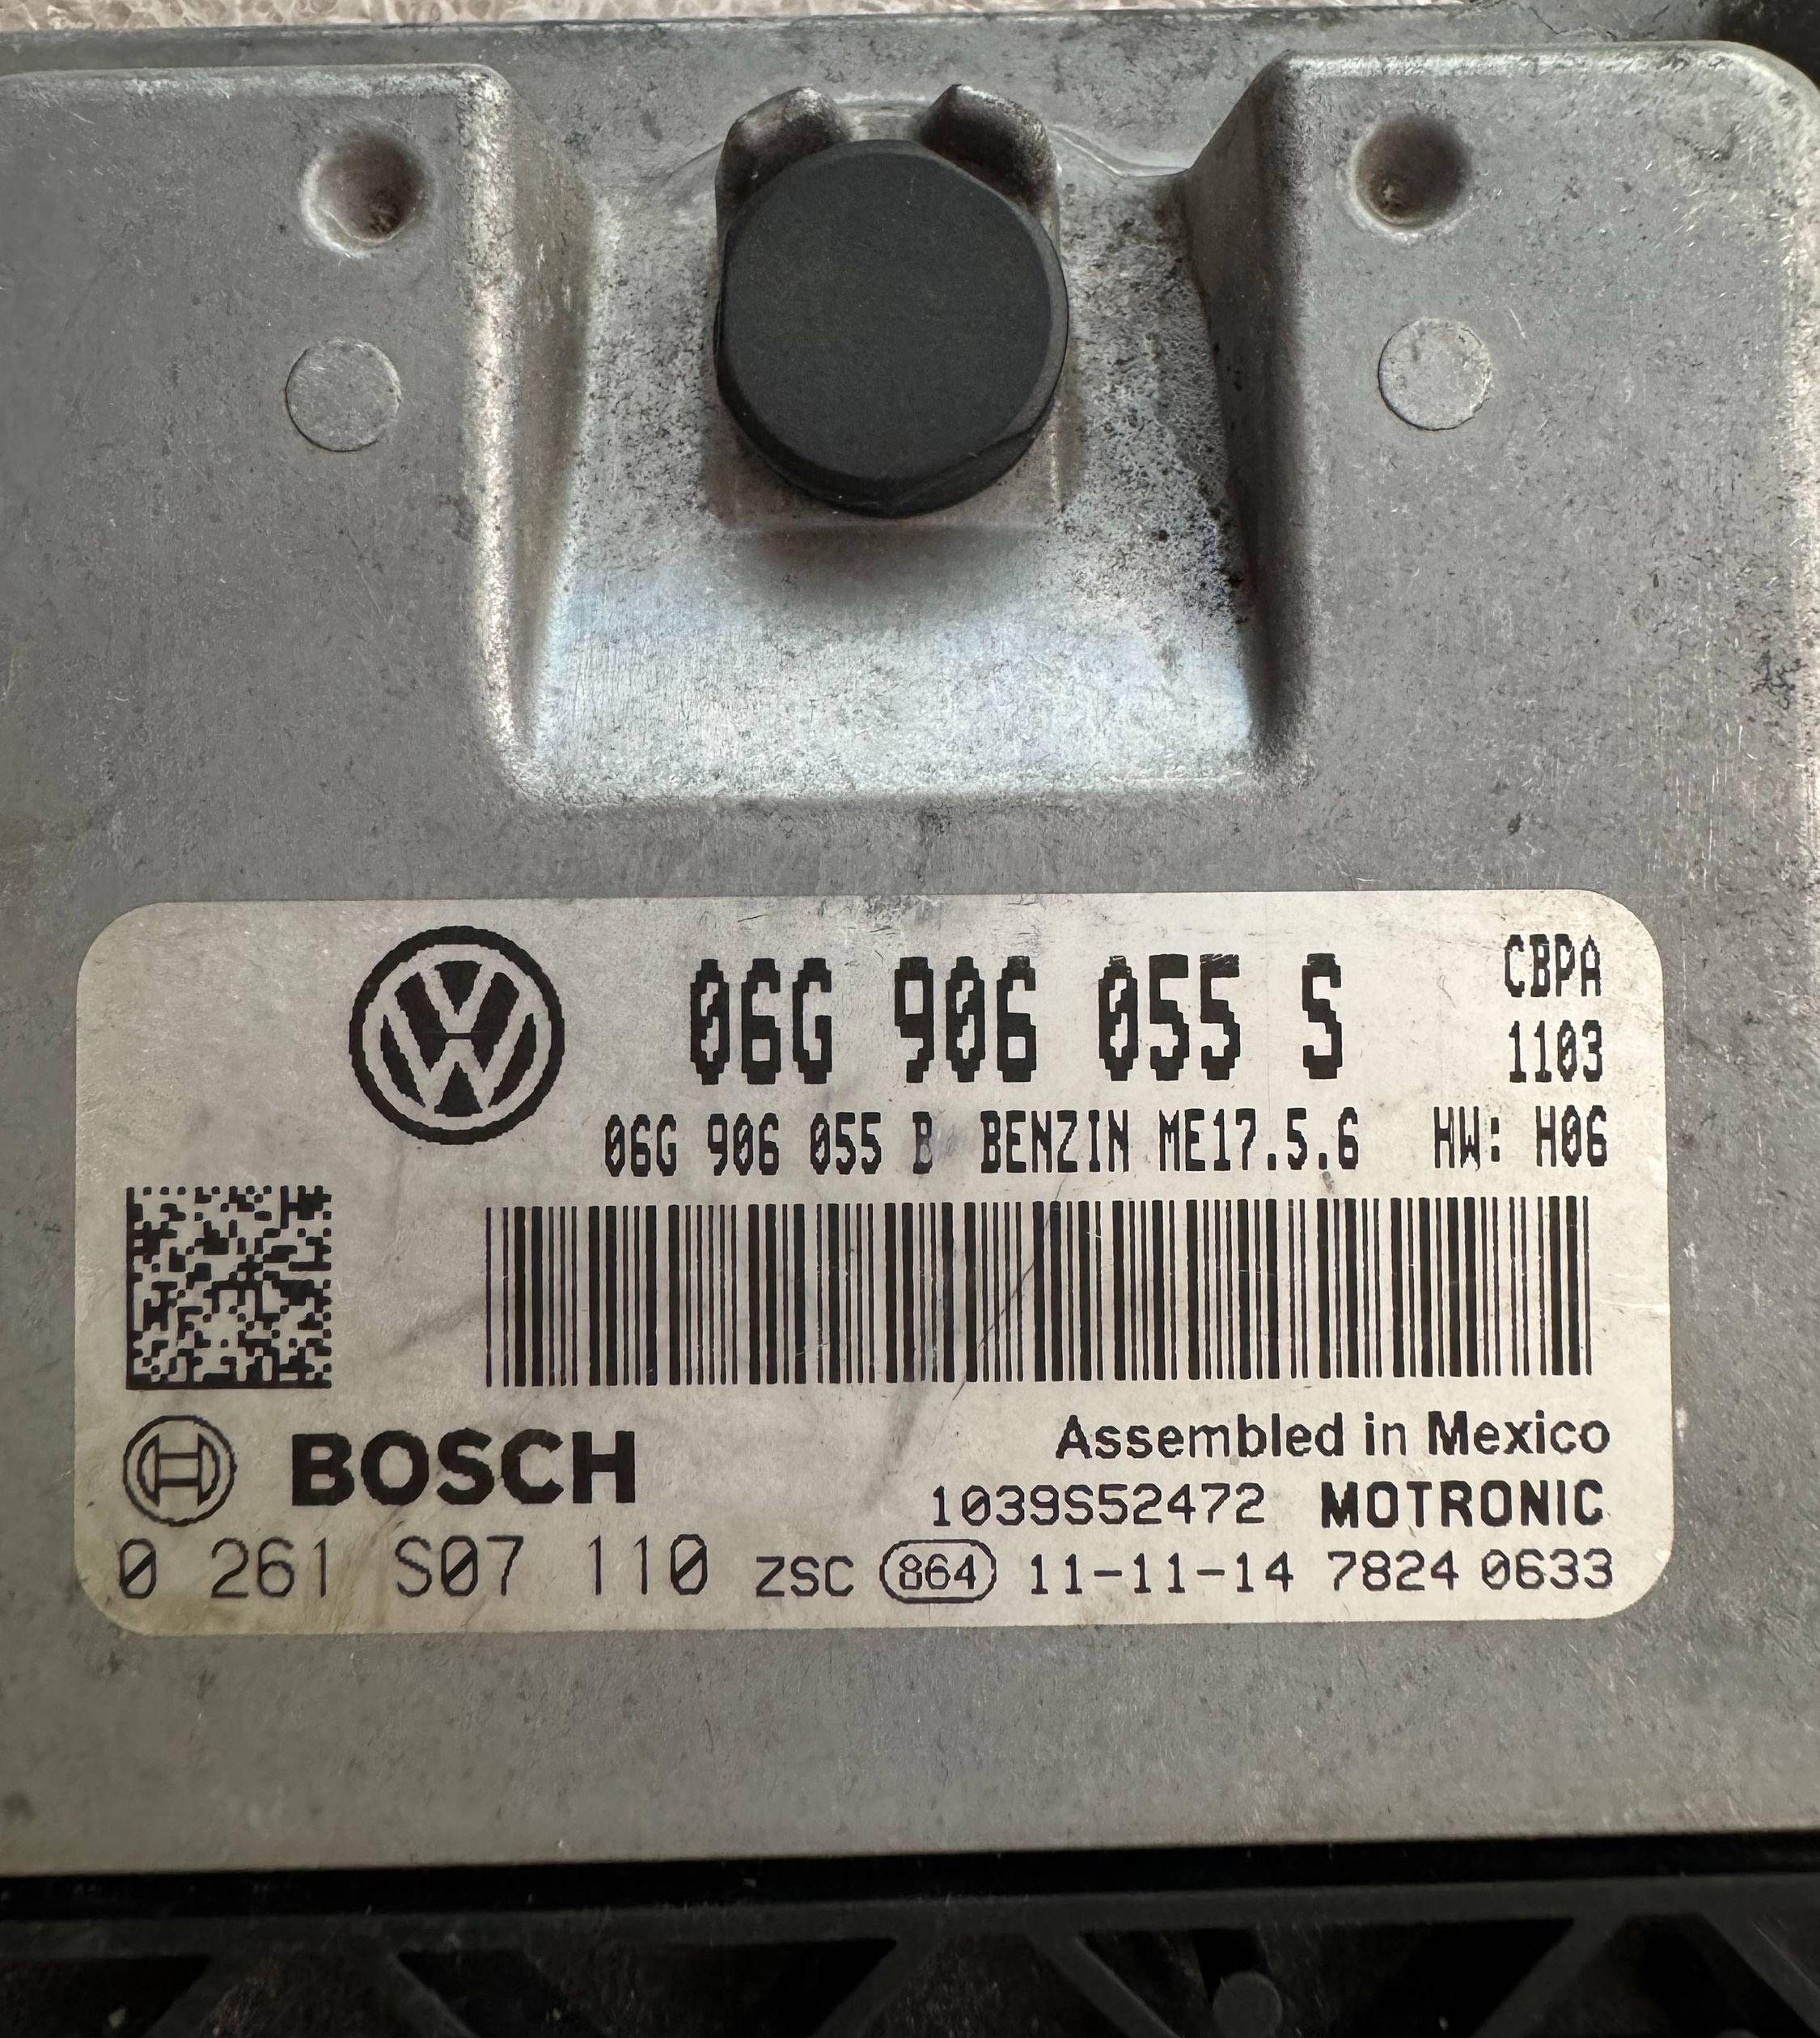 06G 906 055 S
CBPA
1103
06G 906 055 B BENZIN ME17.5.6 HW: H06
BOSCH
Assembled in Mexico
1039S52472 MOTRONIC
0 261 S07 110 ZSC 864 11-11-14 7824 0633